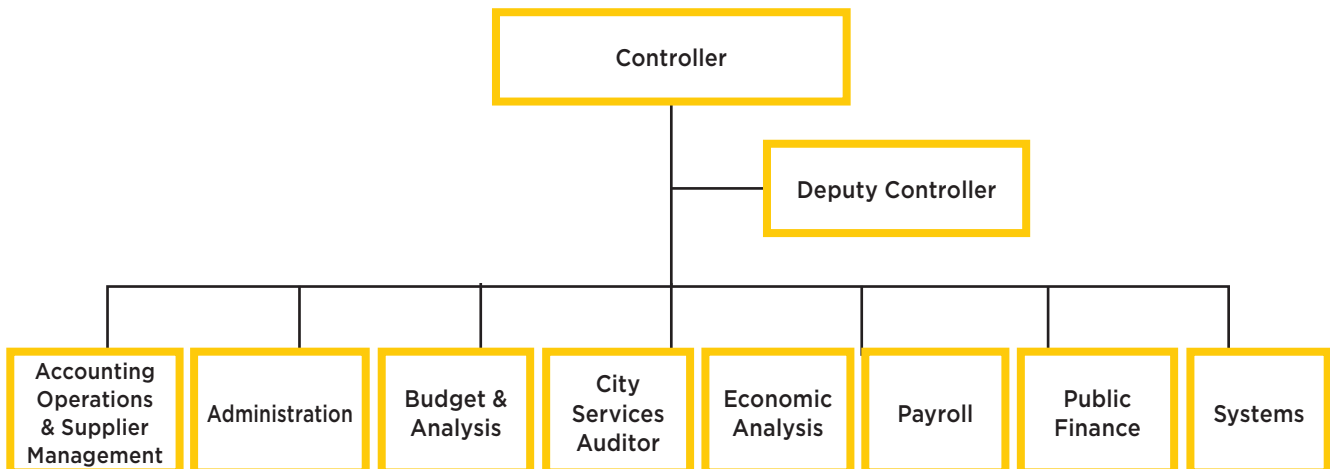 Controller
Deputy Controller
Accounting
Operations
& Supplier
Management
Administration
Budget &
Analysis
City
Services
Auditor
Economic
Analysis
Payroll
Public
Finance
Systems